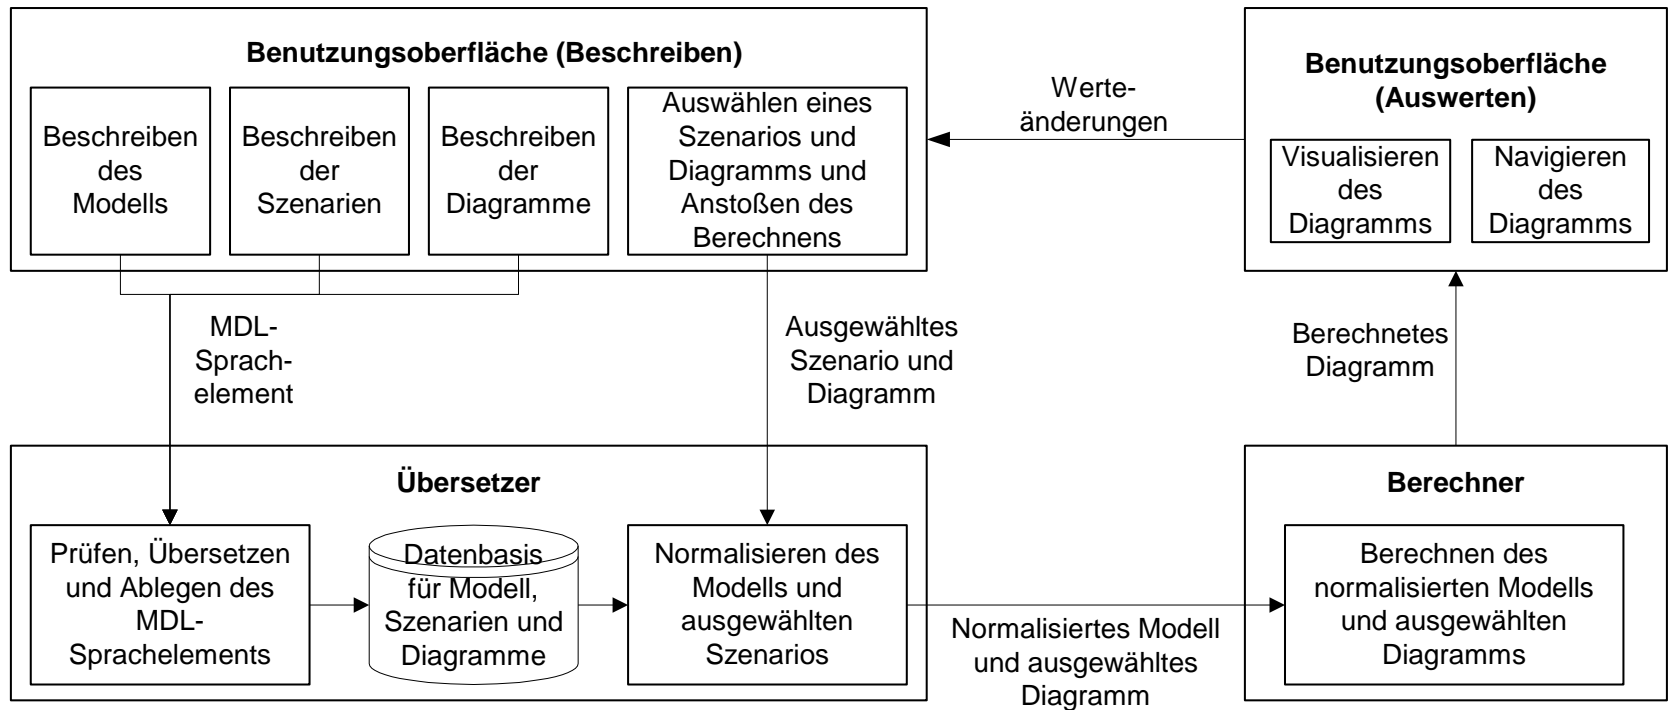 Benutzungsoberfläche (Beschreiben)
Beschreiben
des
Modells
Beschreiben
der
Szenarien
Beschreiben
der
Diagramme
Auswählen eines
Szenarios und
Diagramms und
Anstoßen des
Berechnens
Werte-
änderungen
Benutzungsoberfläche
(Auswerten)
Visualisieren
des
Diagramms
Navigieren
des
Diagramms
MDL-
Sprach-
element
Ausgewähltes
Szenario und
Diagramm
Berechnetes
Diagramm
Übersetzer
Prüfen, Übersetzen
und Ablegen des
MDL-
Sprachelements
Datenbasis
für Modell,
Szenarien und
Diagramme
Normalisieren des
Modells und
ausgewählten
Szenarios
Normalisiertes Modell
und ausgewähltes
Diagramm
Berechner
Berechnen des
normalisierten Modells
und ausgewählten
Diagramms